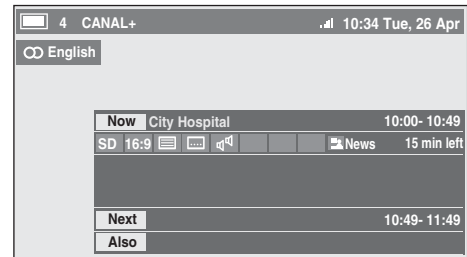 4 CANAL+ 10:34 Tue, 26 Apr
English
Now City Hospital 10:00- 10:49
SD 16:9 News 15 min left
Next 10:49- 11:49
Also